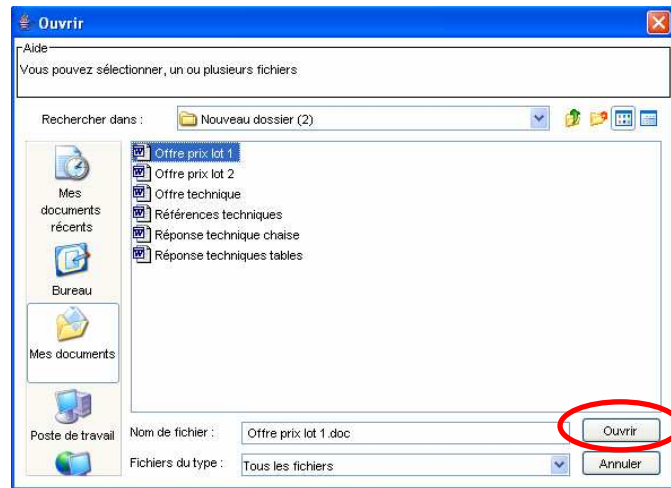 Ouvrir
Aide
Vous pouvez sélectionner, un ou plusieurs fichiers
Rechercher dans :
Nouveau dossier (2)
Mes
documents
récents
Bureau
Mes documents
Poste de travail
Offre prix lot 1
Offre prix lot 2
Offre technique
Références techniques
Réponse technique chaise
Réponse techniques tables
Nom de fichier :
Offre prix lot 1.doc
Ouvrir
Fichiers du type :
Tous les fichiers
Annuler